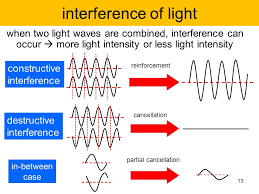 interference of light
when two light waves are combined, interference can
occur → more light intensity or less light intensity
constructive
interference
reinforcement
destructive
interference
cancellation
in-between
case
partial cancellation
13